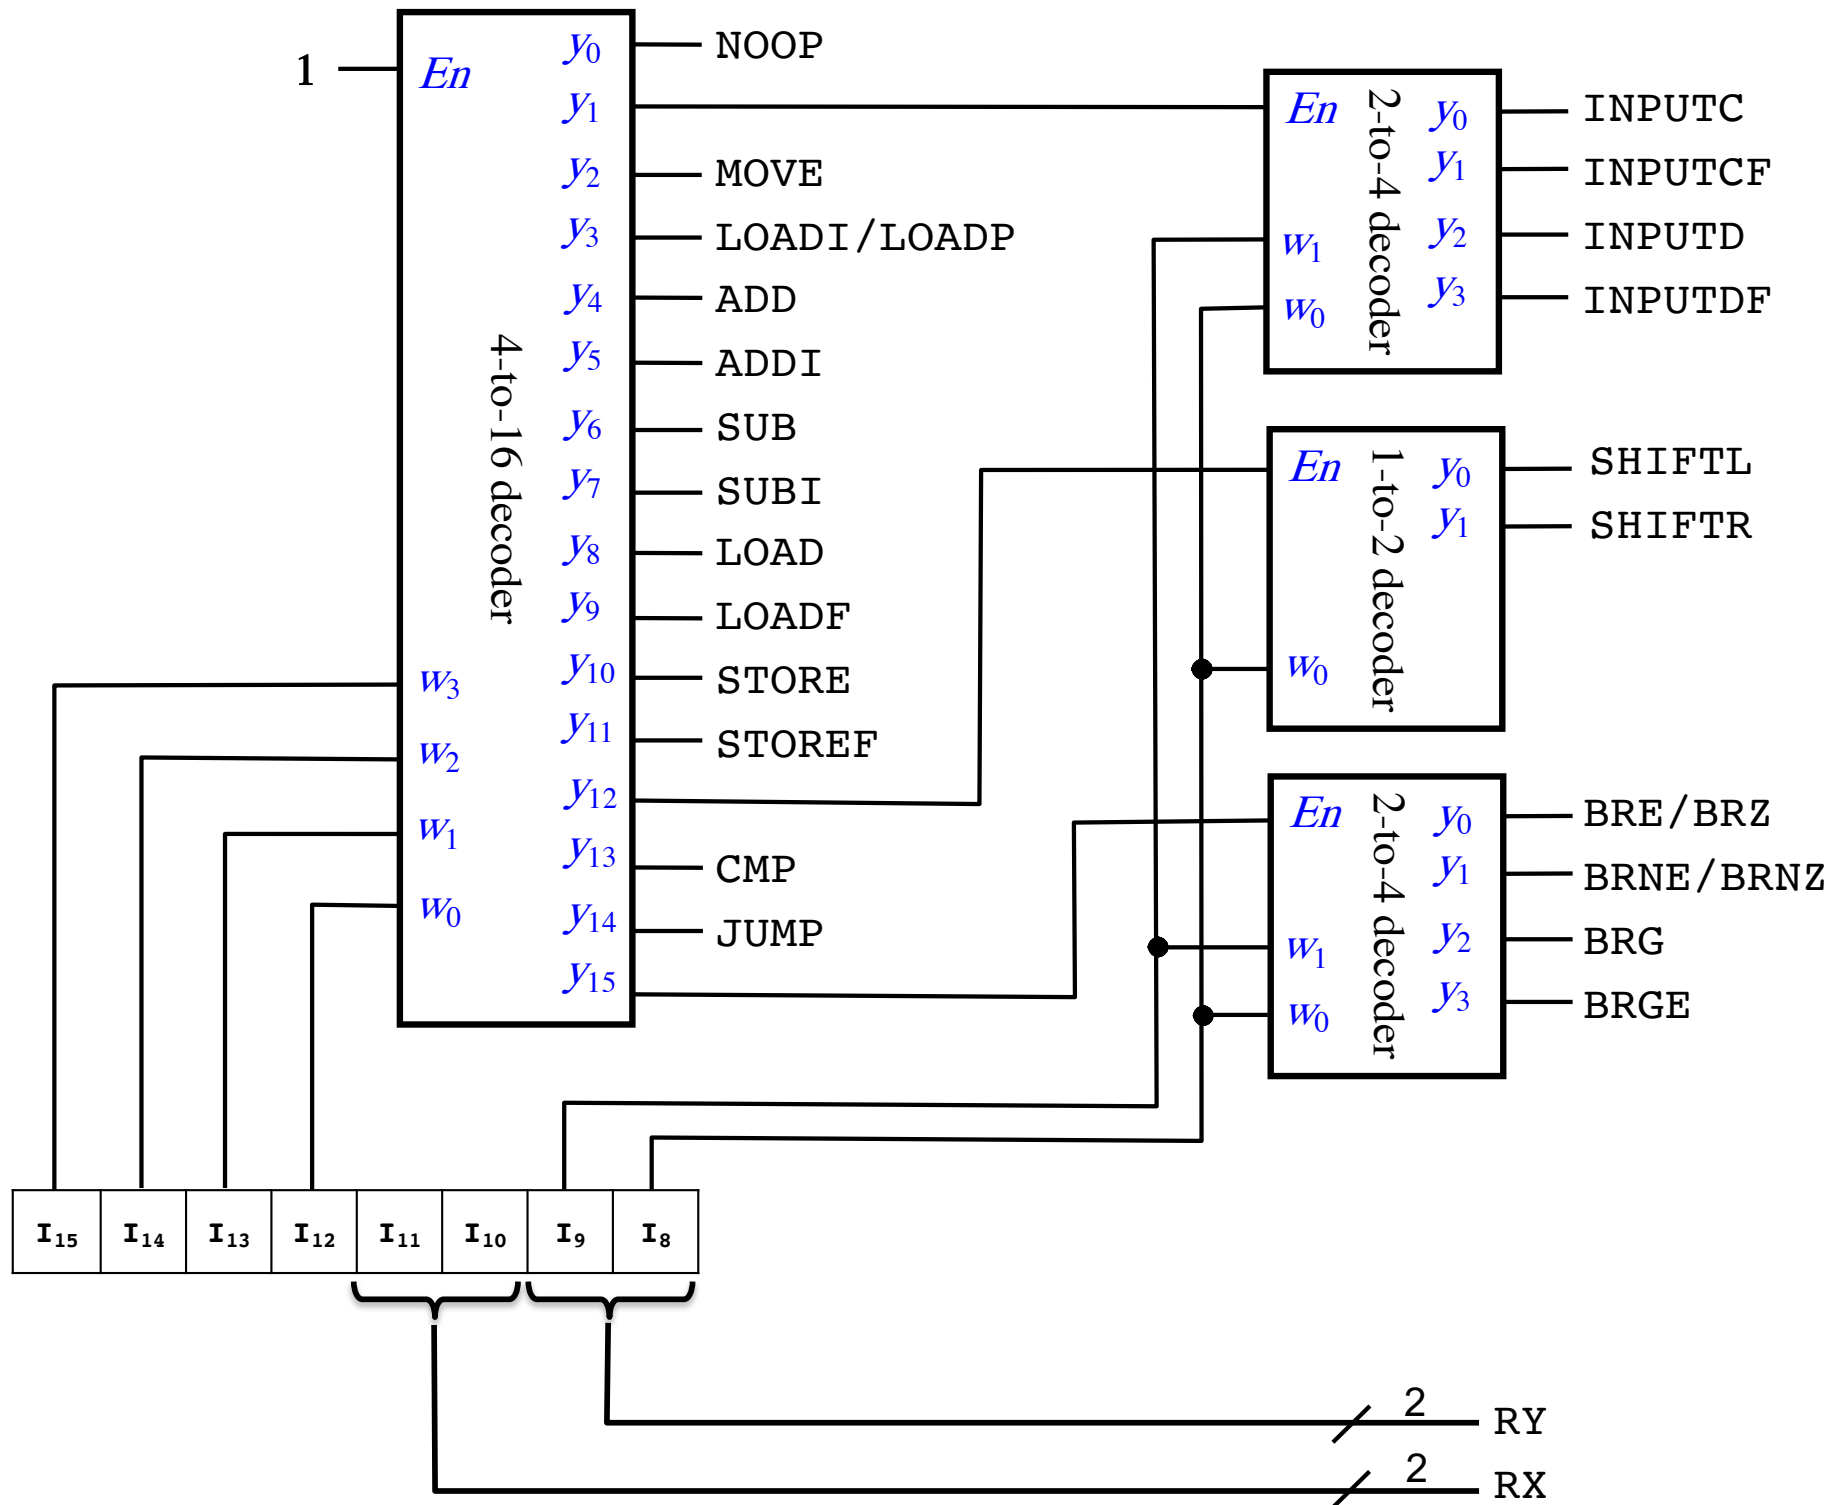 1
En
y0
y1
y2
y3
y4
y5
y6
y7
y8
y9
y10
y11
y12
y13
y14
y15
w3
w2
w1
w0
4-to-16 decoder
NOOP
MOVE
LOADI/LOADP
ADD
ADDI
SUB
SUBI
LOAD
LOADF
STORE
STOREF
CMP
JUMP
En
w1
w0
2-to-4 decoder
y0
y1
y2
y3
INPUTC
INPUTCF
INPUTD
INPUTDF
En
w0
1-to-2 decoder
y0
y1
SHIFTL
SHIFTR
En
w1
w0
2-to-4 decoder
y0
y1
y2
y3
BRE/BRZ
BRNE/BRNZ
BRG
BRGE
I15 I14 I13 I12 I11 I10 I9 I8
2 RY
2 RX